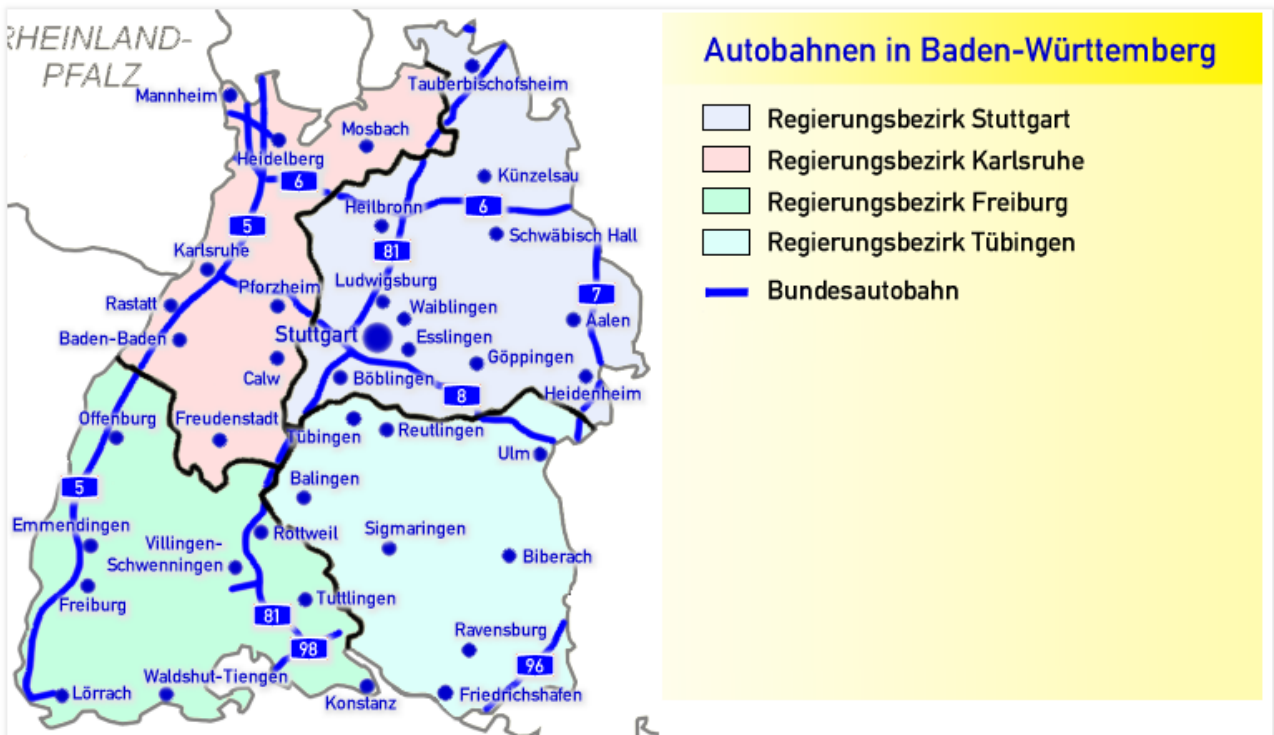 RHEINLAND-
PFALZ
Autobahnen in Baden-Württemberg
Tauberbischofsheim
Mannheim
Regierungsbezirk Stuttgart
Mosbach
Heidelberg
Regierungsbezirk Karlsruhe
6
Künzelsau
Regierungsbezirk Freiburg
Heilbronn
6
5
Schwäbisch Hall
Regierungsbezirk Tübingen
Karlsruhe
81
Pforzheim
Ludwigsburg
Bundesautobahn
Rastatt
Waiblingen
7
Aalen
Baden-Baden
Stuttgart
Esslingen
Göppingen
Calw
Böblingen
8
Heidenheim
Offenburg
Freudenstadt
Tübingen
Reutlingen
Ulm
5
Balingen
Emmendingen
Rottweil
Sigmaringen
Villingen-
Schwenningen
Biberach
Freiburg
Tuttlingen
81
98
Ravensburg
96
Waldshut-Tiengen
Lörrach
Konstanz
Friedrichshafen